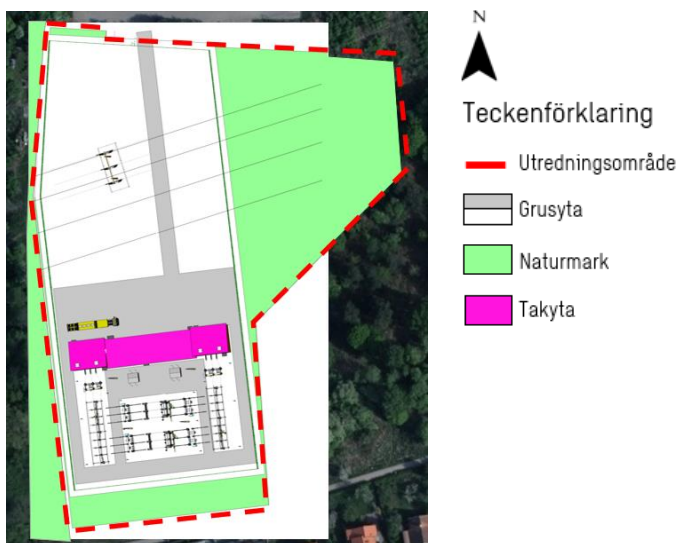 N
Teckenförklaring
Utredningsområde
Grusyta
Naturmark
Takyta